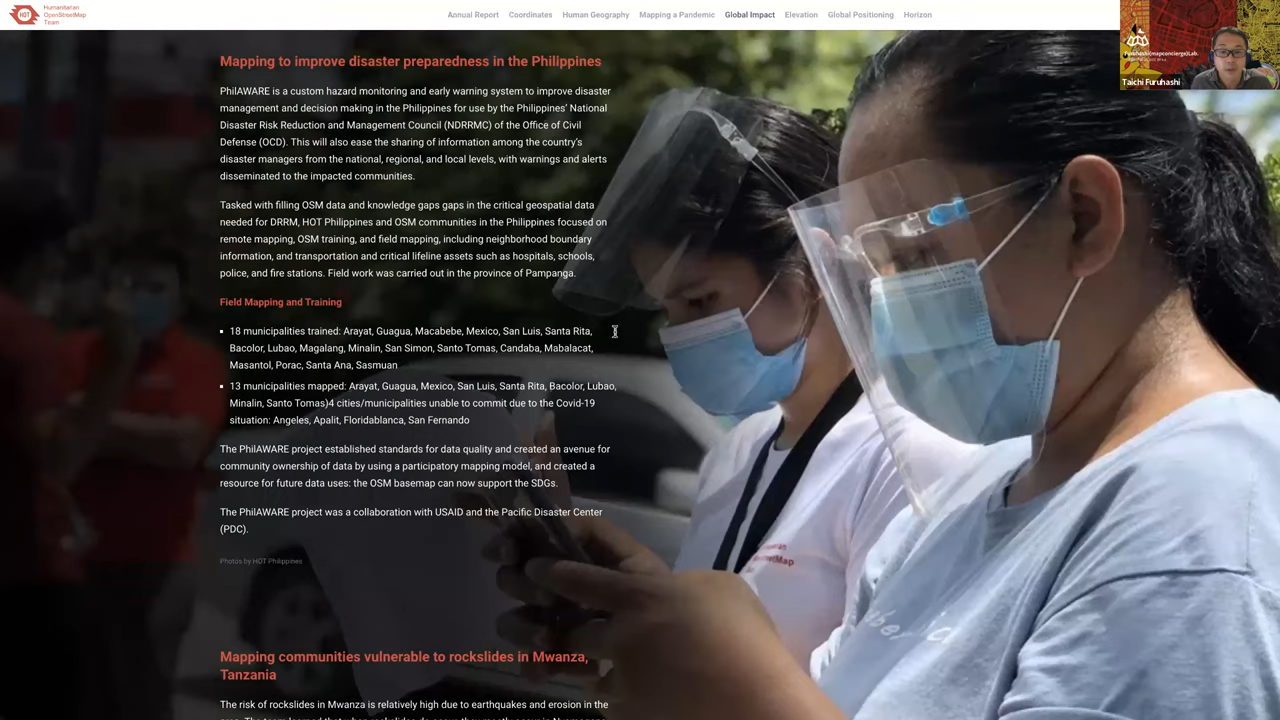 Humanitarian
OpenStreetMap
Team
HOT
Annual Report
Coordinates
Human Geography
Mapping a Pandemic
Global Impact
Elevation
Global Positioning
Horizon
Taichi Furuhashi
Mapping to improve disaster preparedness in the Philippines
PhilAWARE is a custom hazard monitoring and early warning system to improve disaster
management and decision making in the Philippines for use by the Philippines' National
Disaster Risk Reduction and Management Council (NDRRMC) of the Office of Civil
Defense (OCD). This will also ease the sharing of information among the country's
disaster managers from the national, regional, and local levels, with warnings and alerts
disseminated to the impacted communities.
Tasked with filling OSM data and knowledge gaps gaps in the critical geospatial data
needed for DRRM, HOT Philippines and OSM communities in the Philippines focused on
remote mapping, OSM training, and field mapping, including neighborhood boundary
information, and transportation and critical lifeline assets such as hospitals, schools,
police, and fire stations. Field work was carried out in the province of Pampanga.
Field Mapping and Training
18 municipalities trained: Arayat, Guagua, Macabebe, Mexico, San Luis, Santa Rita,
Bacolor, Lubao, Magalang, Minalin, San Simon, Santo Tomas, Candaba, Mabalacat,
Masantol, Porac, Santa Ana, Sasmuan
13 municipalities mapped: Arayat, Guagua, Mexico, San Luis, Santa Rita, Bacolor, Lubao,
Minalin, Santo Tomas)4 cities/municipalities unable to commit due to the Covid-19
situation: Angeles, Apalit, Floridablanca, San Fernando
The PhilAWARE project established standards for data quality and created an avenue for
community ownership of data by using a participatory mapping model, and created a
resource for future data uses: the OSM basemap can now support the SDGs.
The PhilAWARE project was a collaboration with USAID and the Pacific Disaster Center
(PDC).
Photos by HOT Philippines
Mapping communities vulnerable to rockslides in Mwanza,
Tanzania
The risk of rockslides in Mwanza is relatively high due to earthquakes and erosion in the